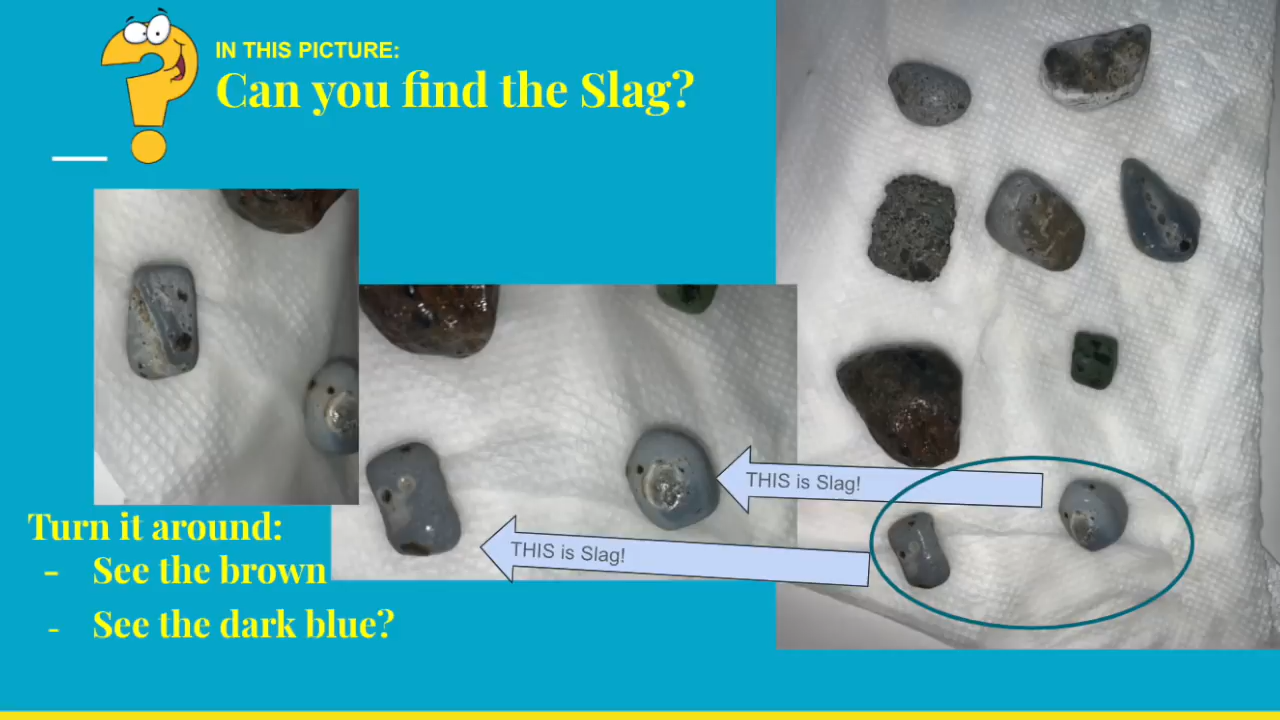 IN THIS PICTURE:
Can you find the Slag?
THIS is Slag!
THIS is Slag!
Turn it around:
- See the brown
- See the dark blue?